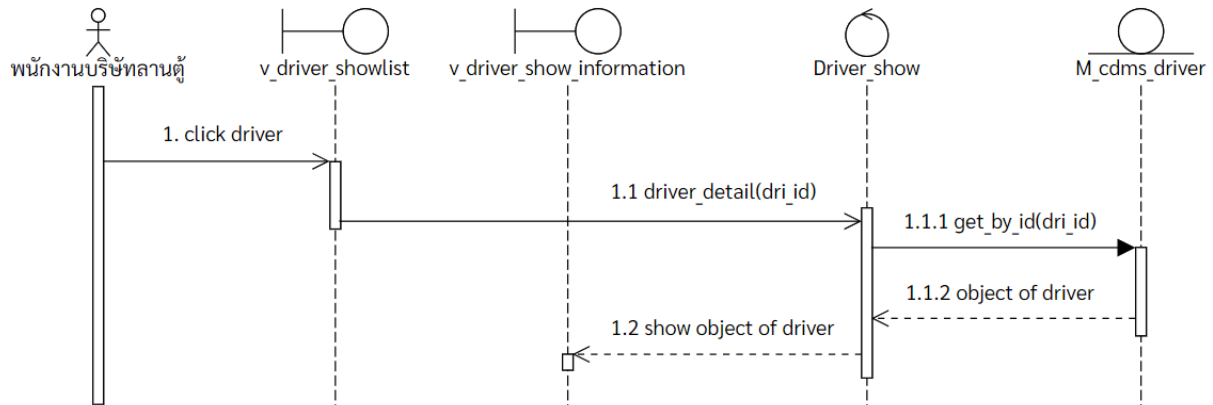 พนักงานบริษัทลานตู้
v_driver_showlist
v_driver_show_information
Driver_show
M_cdms_driver
1. click driver
1.1 driver_detail(dri_id)
1.1.1 get_by_id(dri_id)
1.1.2 object of driver
1.2 show object of driver